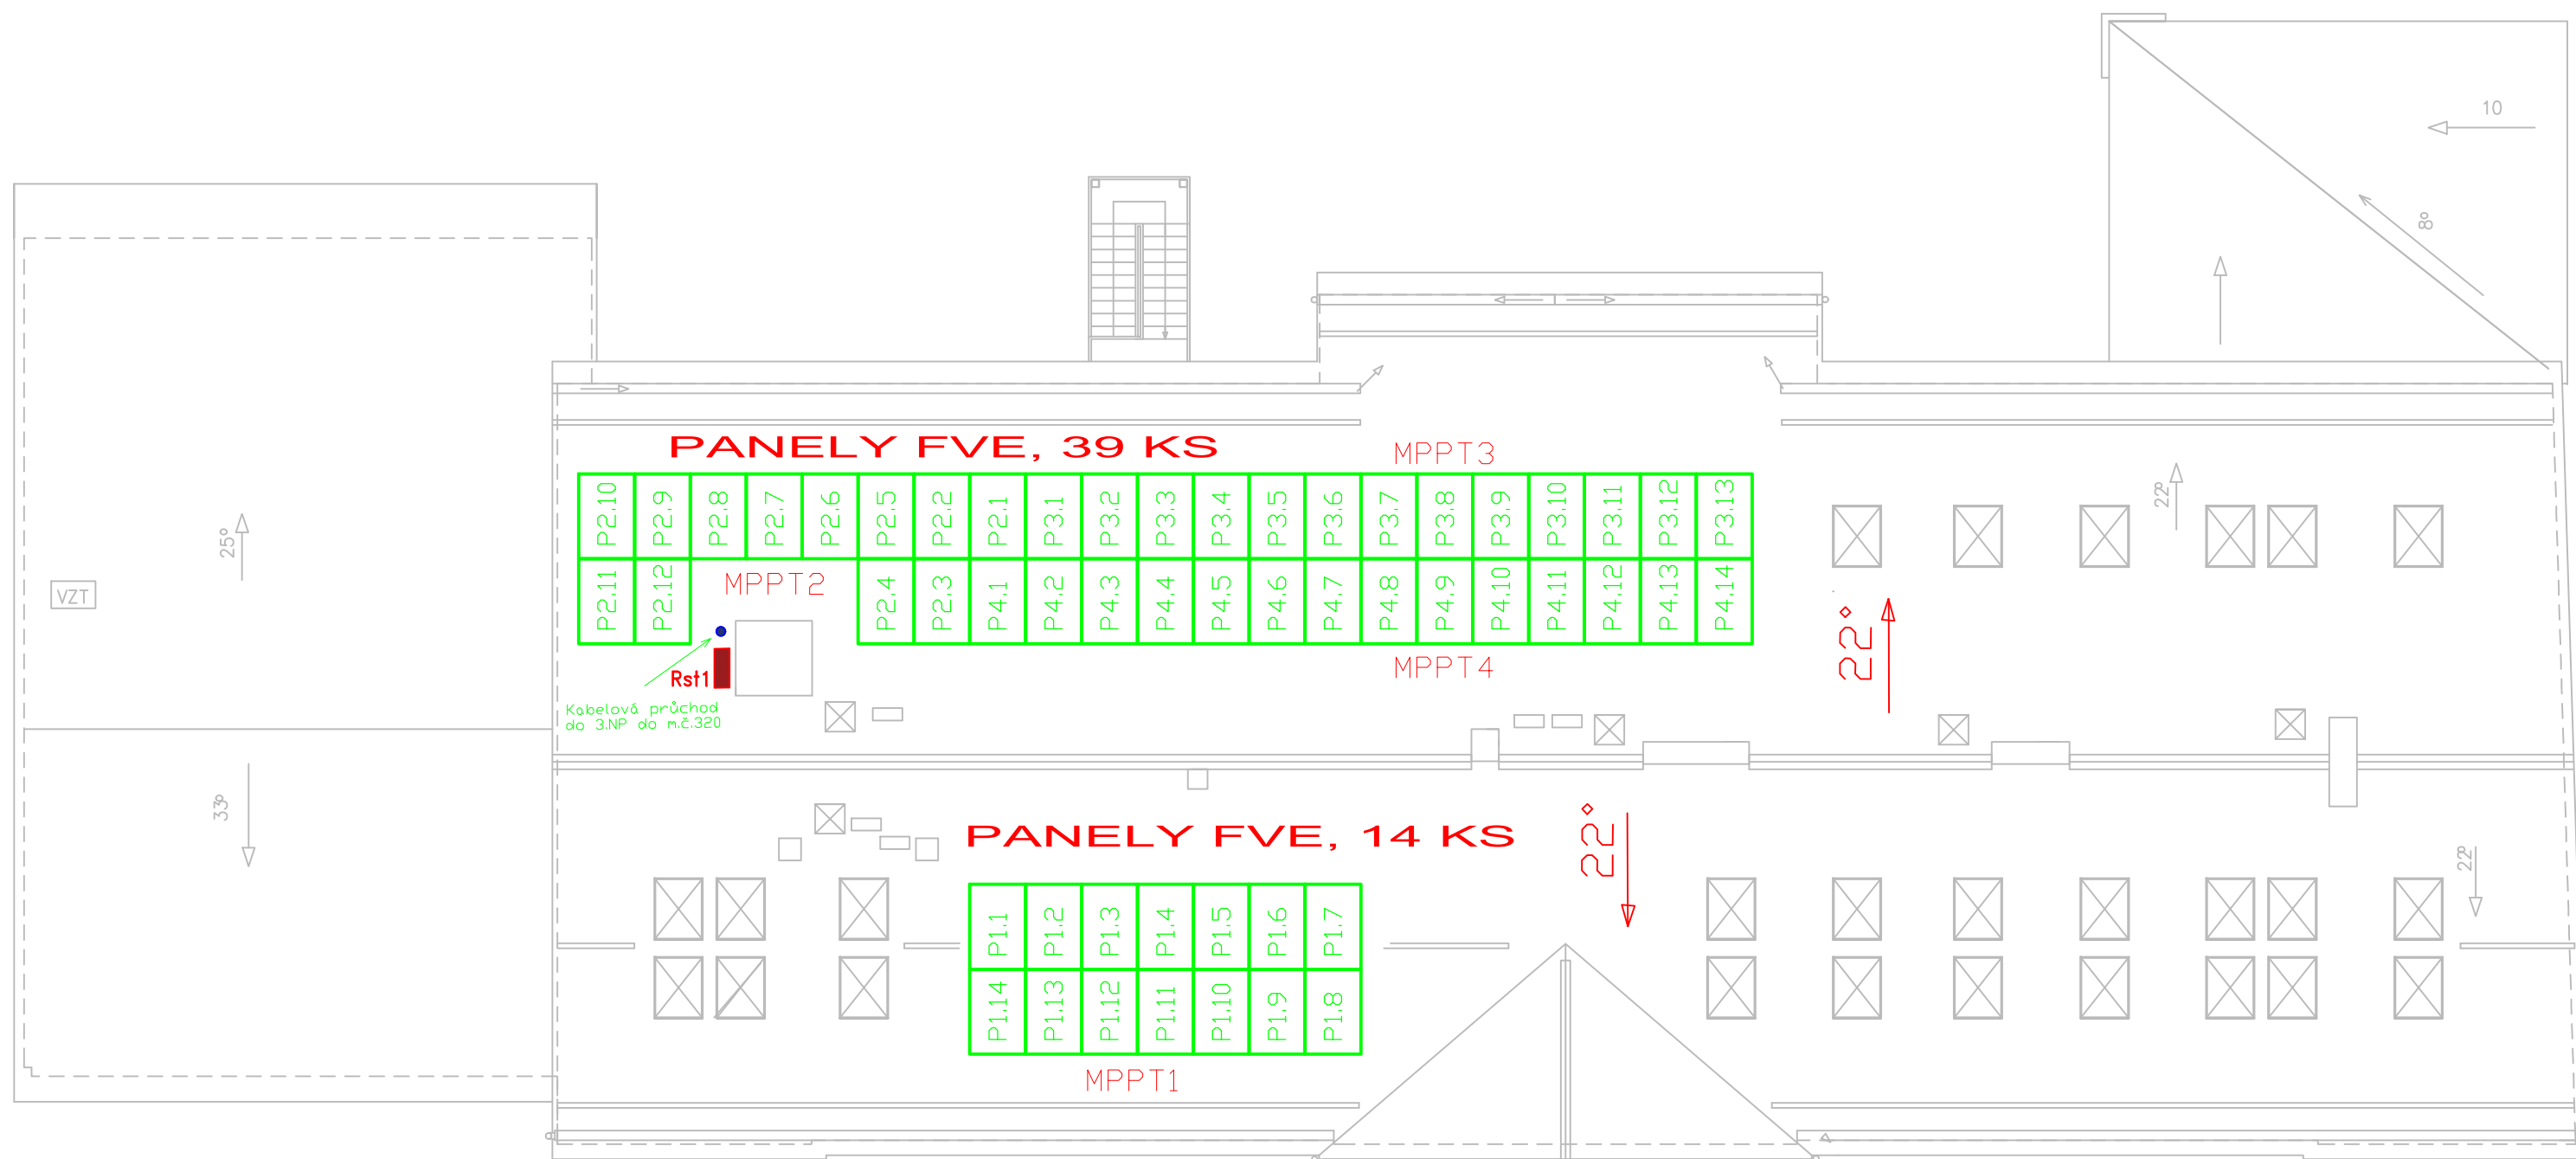 10
8°
PANELY FVE, 39 KS
MPPT3
P2.10 P2.9 P2.8 P2.7 P2.6 P2.5 P2.2 P2.1 P3.1 P3.2 P3.3 P3.4 P3.5 P3.6 P3.7 P3.8 P3.9 P3.10 P3.11 P3.12 P3.13
22°
25°
VZT
MPPT2
P2.11 P2.12 P2.4 P2.3 P4.1 P4.2 P4.3 P4.4 P4.5 P4.6 P4.7 P4.8 P4.9 P4.10 P4.11 P4.12 P4.13 P4.14
MPPT4
22°
Rst1
Kabelová průchod
do 3.NP do m.č.320
33°
PANELY FVE, 14 KS
22°
22°
P1.1 P1.2 P1.3 P1.4 P1.5 P1.6 P1.7
P1.14 P1.13 P1.12 P1.11 P1.10 P1.9 P1.8
MPPT1